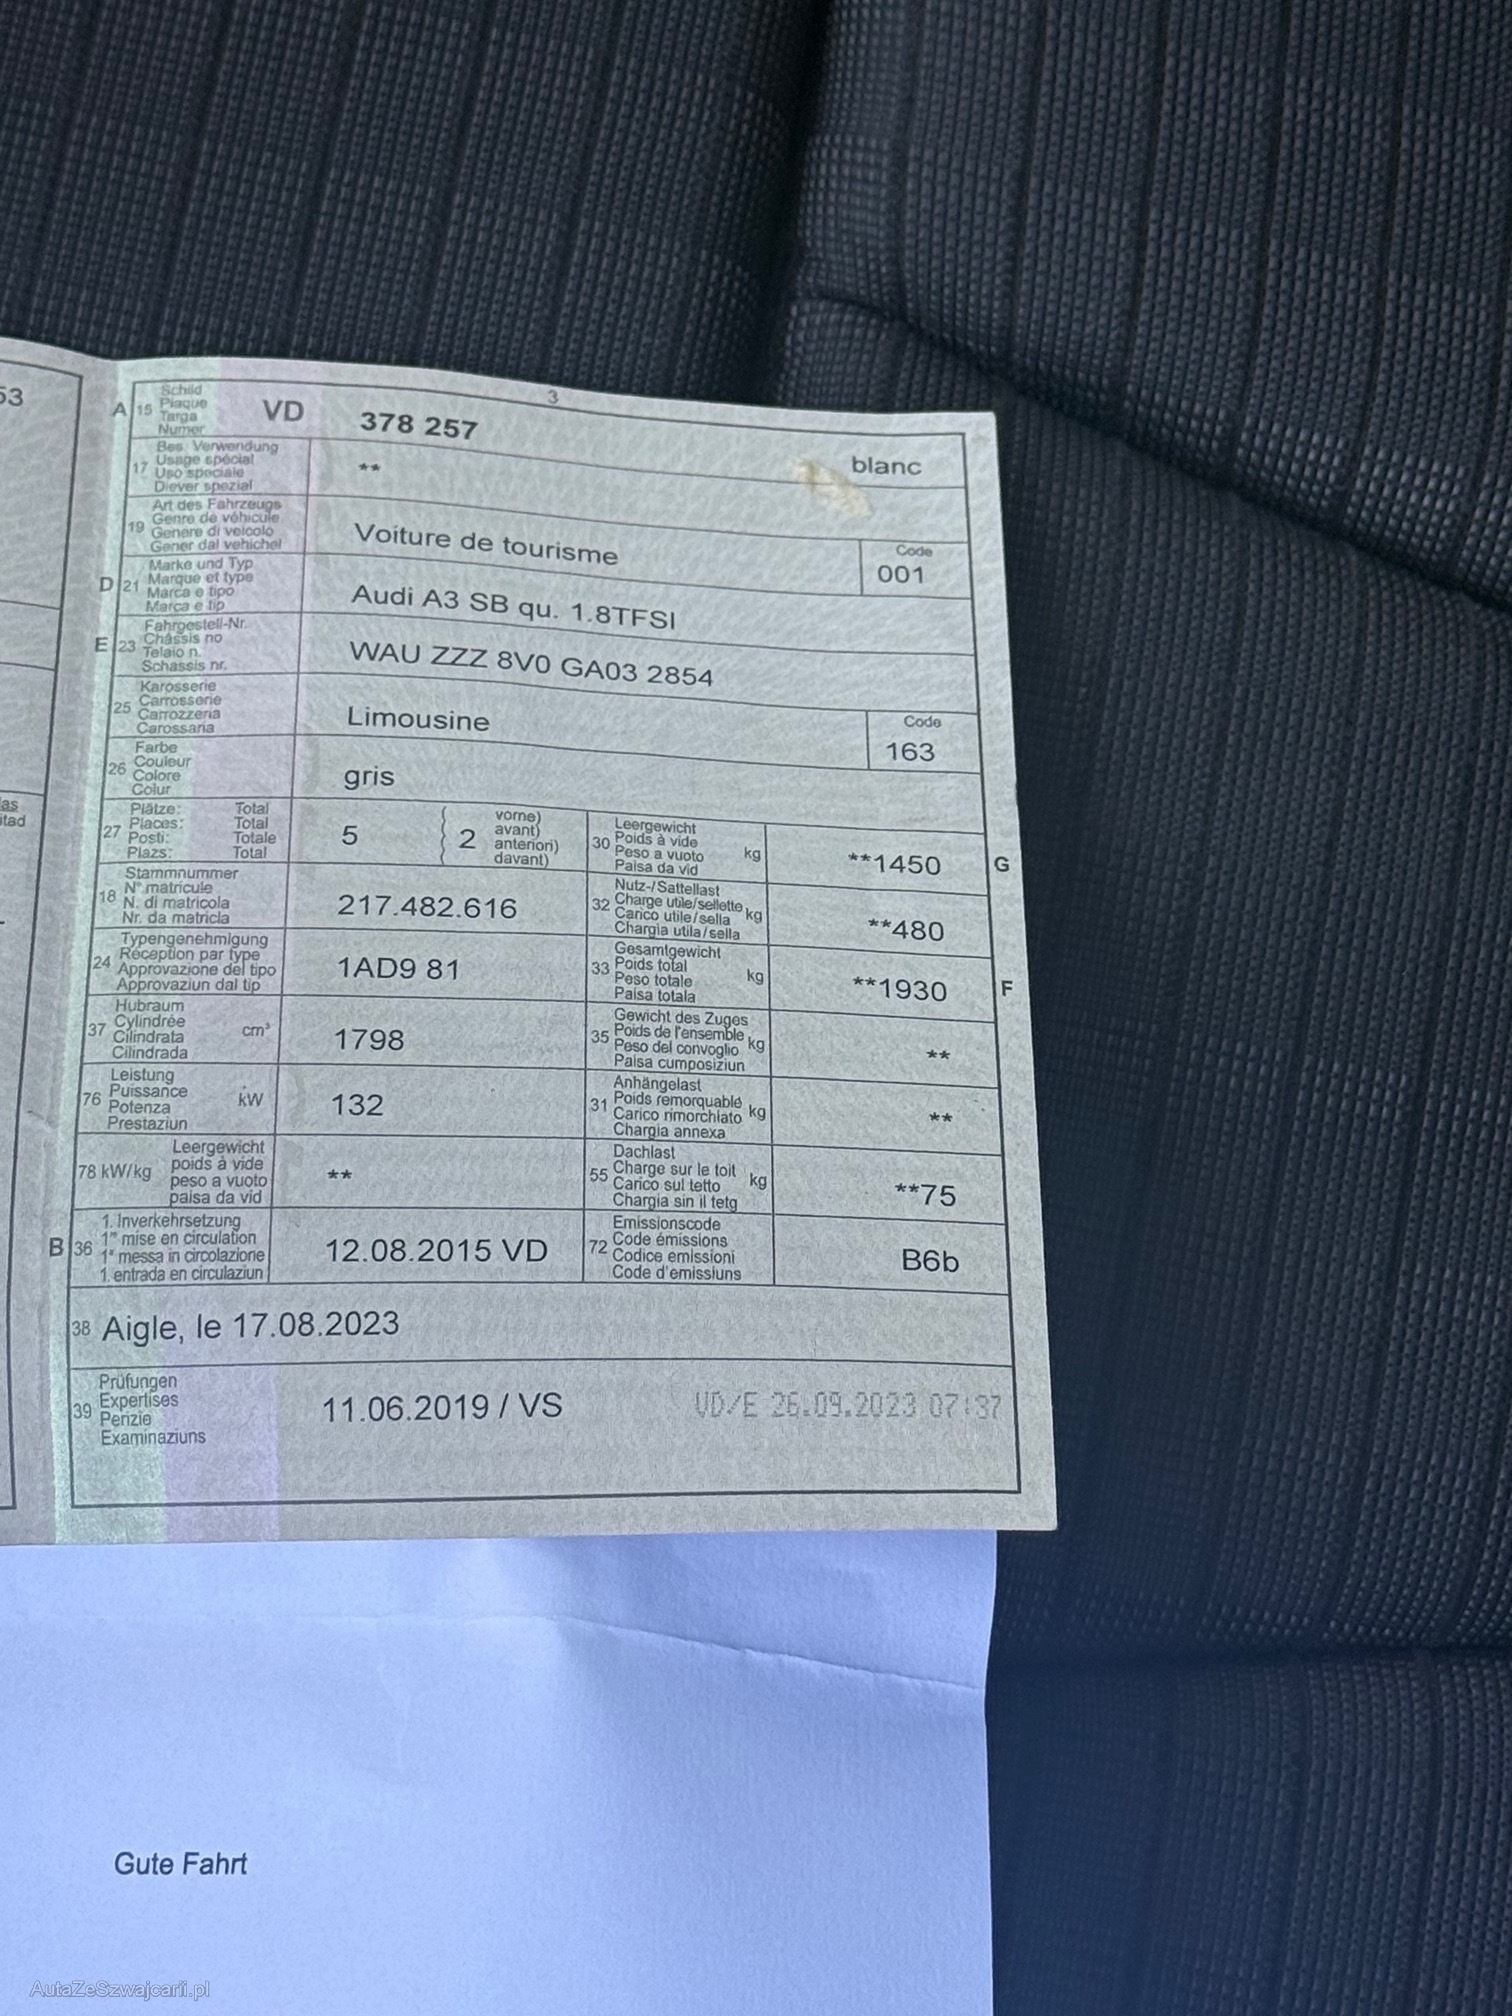 53
as
itad
3
A 15 Schild
Plaque
Targa
Numer
VD 378 257
blanc
17 Bes. Verwendung
Usage spécial
Uso speciale
Diever spezial
**
19 Art des Fahrzeugs
Genre de véhicule
Genere di veicolo
Gener dal vehichel
Voiture de tourisme
Code
001
D 21 Marke und Typ
Marque et type
Marca e tipo
Marca e tip
Audi A3 SB qu. 1.8TFSI
E 23 Fahrgestell-Nr.
Châssis no
Telaio n.
Schassis nr.
WAU ZZZ 8V0 GA03 2854
25 Karosserie
Carrosserie
Carrozzeria
Carossaria
Limousine
Code
163
26 Farbe
Couleur
Colore
Colur
gris
27 Plätze: Total
Places: Total
Posti: Totale
Plazs: Total
5
2
vorne)
avant)
anteriori)
davant)
30 Leergewicht
Poids à vide
Peso a vuoto
Paisa da vid
kg
**1450
G
18 Stammnummer
N° matricule
N. di matricola
Nr. da matricla
217.482.616
32 Nutz-/Sattellast
Charge utile/sellette
Carico utile/sella
Chargia utila/sella
kg
**480
24 Typengenehmigung
Réception par type
Approvazione del tipo
Approvaziun dal tip
1AD9 81
33 Gesamtgewicht
Poids total
Peso totale
Paisa totala
kg
**1930
F
37 Hubraum
Cylindrée
Cilindrata
Cilindrada
cm³
1798
35 Gewicht des Zuges
Poids de l'ensemble
Peso del convoglio
Paisa cumposiziun
kg
**
76 Leistung
Puissance
Potenza
Prestaziun
kW
132
31 Anhängelast
Poids remorquable
Carico rimorchiato
Chargia annexa
kg
**
78 kW/kg
Leergewicht
poids à vide
peso a vuoto
paisa da vid
**
55 Dachlast
Charge sur le toit
Carico sul tetto
Chargia sin il tetg
kg
**75
B 36 1. Inverkehrsetzung
1re mise en circulation
1a messa in circolazione
1. entrada en circulaziun
12.08.2015 VD
72 Emissionscode
Code émissions
Codice emissioni
Code d'emissiuns
B6b
38 Aigle, le 17.08.2023
39 Prüfungen
Expertises
Perizie
Examinaziuns
11.06.2019 / VS
VD/E 26.09.2023 07:37
Gute Fahrt
AutaZeSzwajcarii.pl